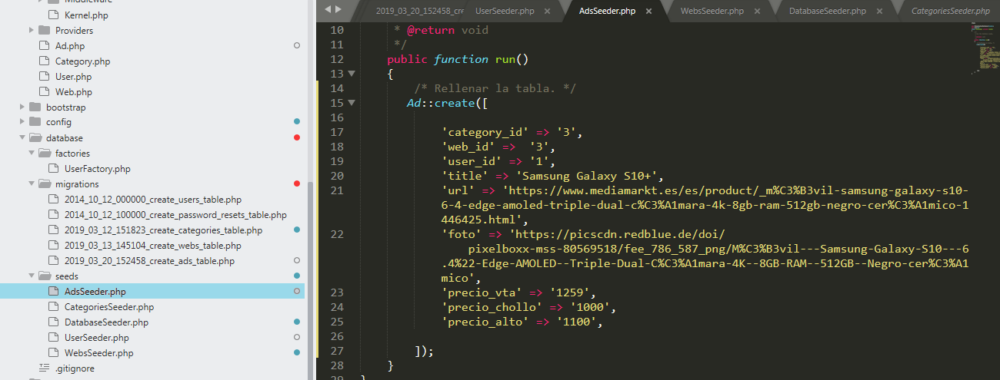 Middleware
Kernel.php
Providers
Ad.php
Category.php
User.php
Web.php
bootstrap
config
database
factories
UserFactory.php
migrations
2014_10_12_000000_create_users_table.php
2014_10_12_100000_create_password_resets_table.php
2019_03_12_151823_create_categories_table.php
2019_03_13_145104_create_webs_table.php
2019_03_20_152458_create_ads_table.php
seeds
AdsSeeder.php
CategoriesSeeder.php
DatabaseSeeder.php
UserSeeder.php
WebsSeeder.php
.gitignore
2019_03_20_152458_cre UserSeeder.php × AdsSeeder.php × WebsSeeder.php × DatabaseSeeder.php × CategoriesSeeder.php
10 * @return void
11 */
12 public function run()
13 {
14 /* Rellenar la tabla. */
15 Ad::create([
16
17 'category_id' => '3',
18 'web_id' =>  '3',
19 'user_id' => '1',
20 'title' => 'Samsung Galaxy S10+',
21 'url' => 'https://www.mediamarkt.es/es/product/_m%C3%B3vil-samsung-galaxy-s10-
6-4-edge-amoled-triple-dual-c%C3%A1mara-4k-8gb-ram-512gb-negro-cer%C3%A1mico-1
446425.html',
22 'foto' => 'https://picscdn.redblue.de/doi/
pixelboxx-mss-80569518/fee_786_587_png/M%C3%B3vil---Samsung-Galaxy-S10---6
.4%22-Edge-AMOLED--Triple-Dual-C%C3%A1mara-4K--8GB-RAM--512GB--Negro-cer%C3%A1
mico',
23 'precio_vta' => '1259',
24 'precio_chollo' => '1000',
25 'precio_alto' => '1100',
26
27 ]);
28 }
29 }